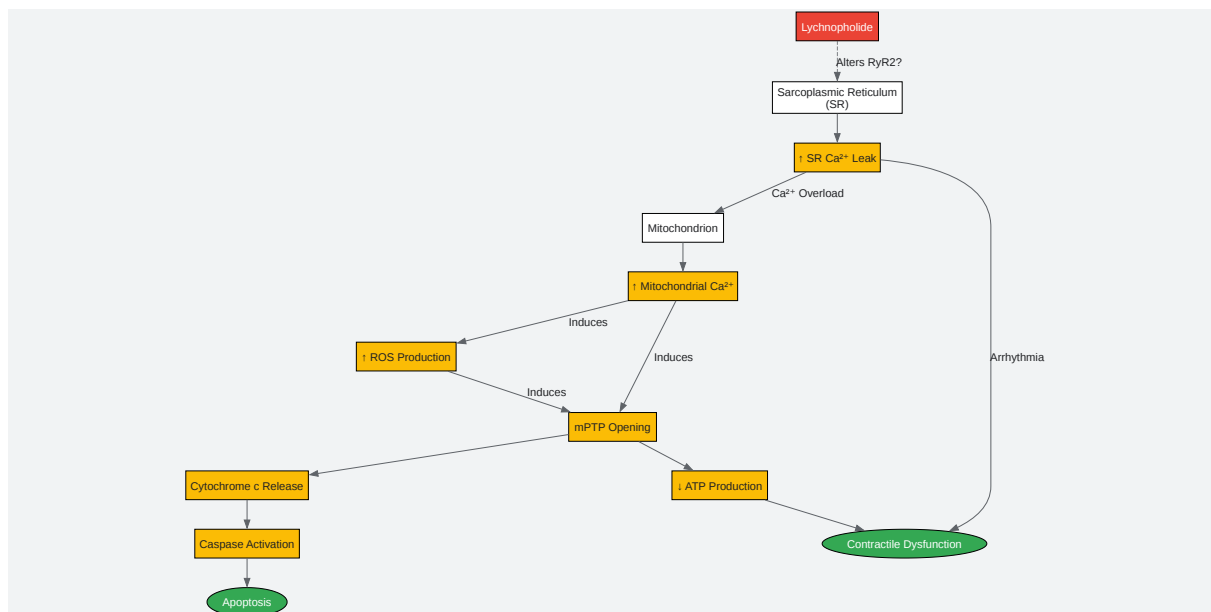 Lychnopholide
Alters RyR2?
Sarcoplasmic Reticulum
(SR)
↑ SR Ca²⁺ Leak
Ca²⁺ Overload
Mitochondrion
↑ Mitochondrial Ca²⁺
Induces
↑ ROS Production
Induces
Arrhythmia
Induces
mPTP Opening
Cytochrome c Release
↓ ATP Production
Caspase Activation
Contractile Dysfunction
Apoptosis